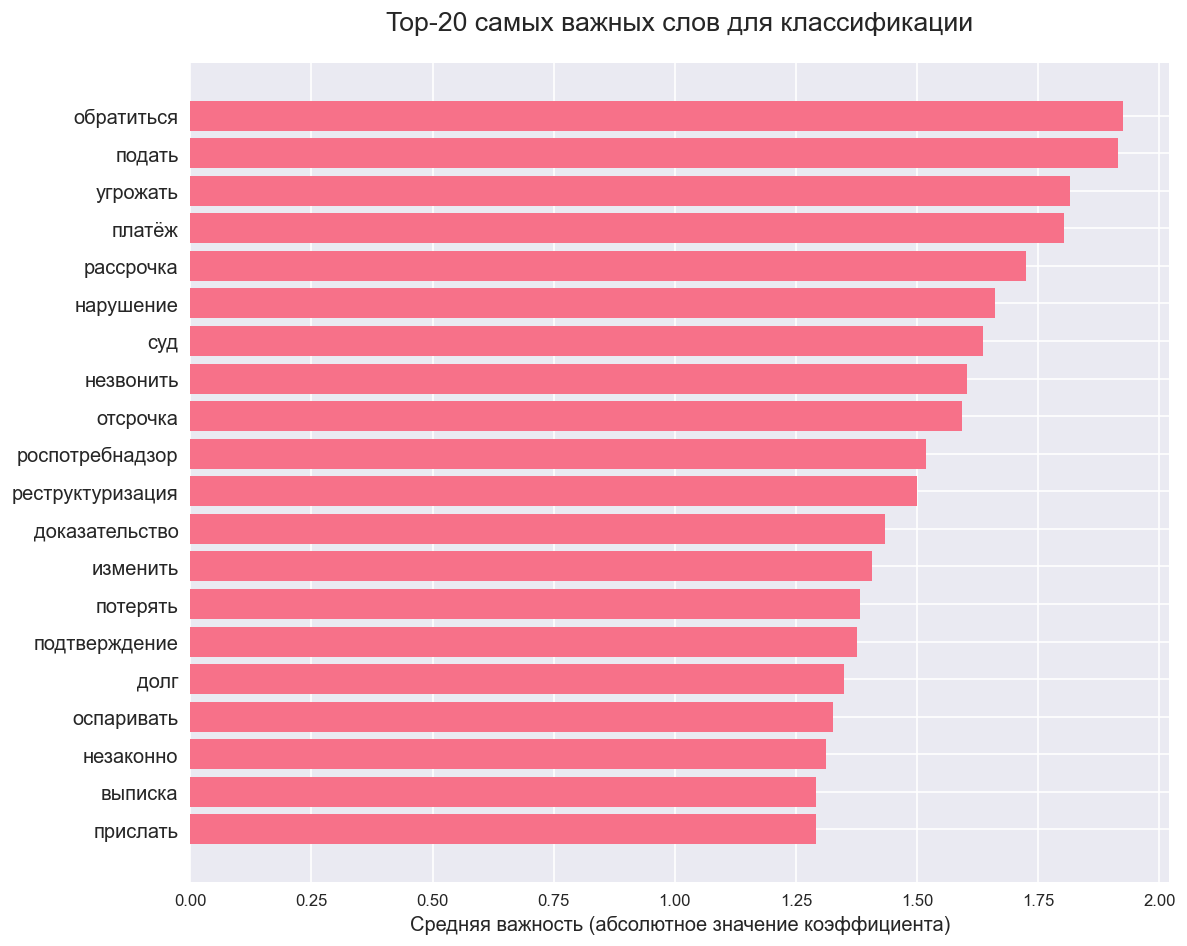 Top-20 самых важных слов для классификации
обратиться
подать
угрожать
платёж
рассрочка
нарушение
суд
незвонить
отсрочка
роспотребнадзор
реструктуризация
доказательство
изменить
потерять
подтверждение
долг
оспаривать
незаконно
выписка
прислать
0.00 0.25 0.50 0.75 1.00 1.25 1.50 1.75 2.00
Средняя важность (абсолютное значение коэффициента)